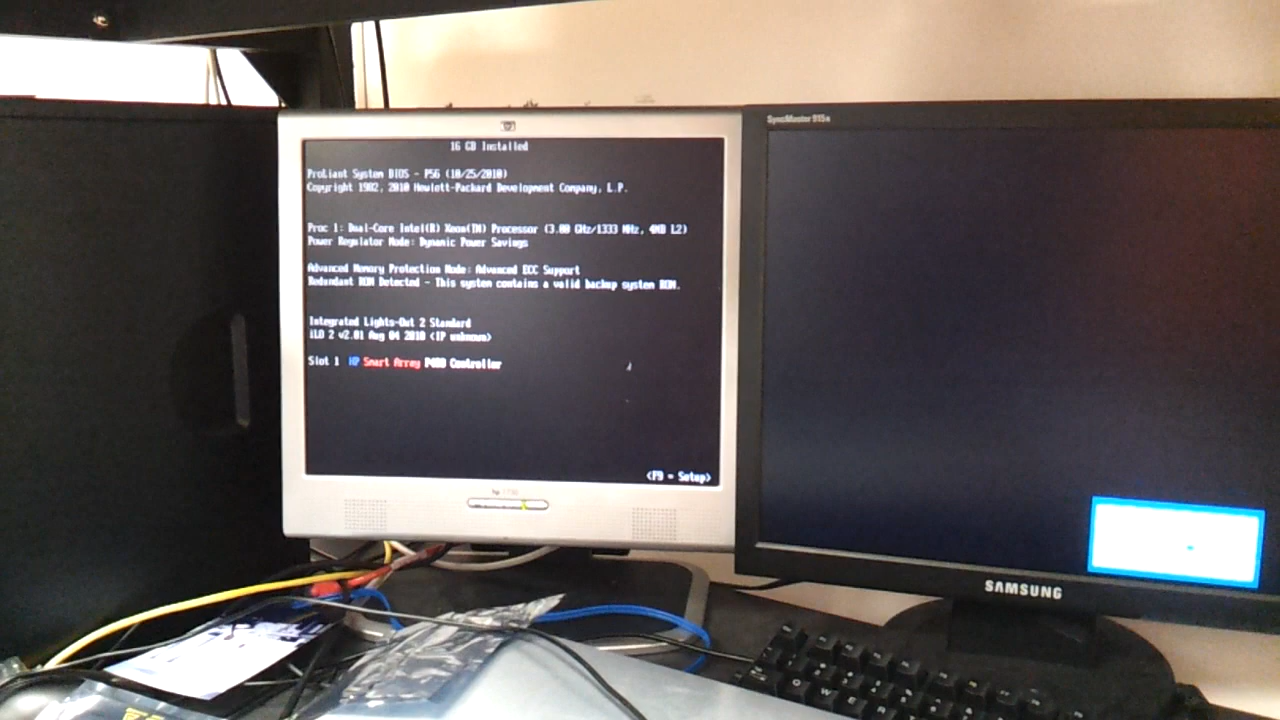 16 GB Installed
ProLiant System BIOS - P56 (10/25/2010)
Copyright 1982, 2010 Hewlett-Packard Development Company, L.P.
Proc 1: Dual-Core Intel(R) Xeon(TM) Processor (3.00 GHz/1333 MHz, 4MB L2)
Power Regulator Mode: Dynamic Power Savings
Advanced Memory Protection Mode: Advanced ECC Support
Redundant ROM Detected - This system contains a valid backup system ROM.
Integrated Lights-Out 2 Standard
iLO 2 v2.01 Aug 04 2010 <IP unknown>
Slot 1 HP Smart Array P400 Controller
<F9 = Setup>
hp
SyncMaster 915n
SAMSUNG